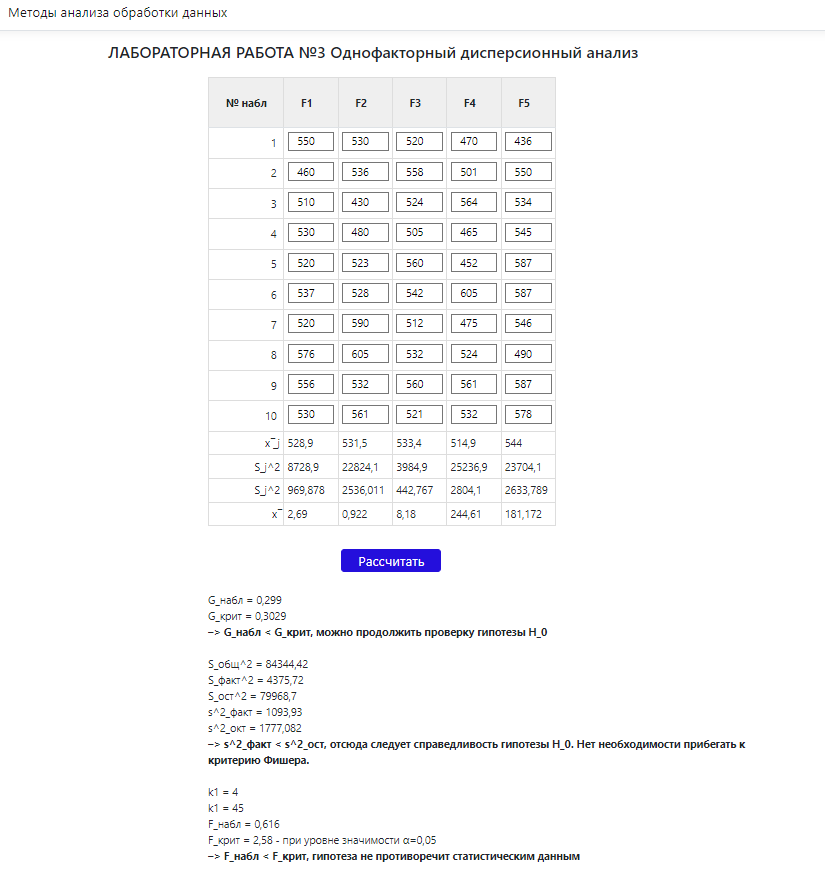 Методы анализа обработки данных
ЛАБОРАТОРНАЯ РАБОТА №3 Однофакторный дисперсионный анализ
№ набл F1 F2 F3 F4 F5
1 550 530 520 470 436
2 460 536 558 501 550
3 510 430 524 564 534
4 530 480 505 465 545
5 520 523 560 452 587
6 537 528 542 605 587
7 520 590 512 475 546
8 576 605 532 524 490
9 556 532 560 561 587
10 530 561 521 532 578
x‾_j 528,9 531,5 533,4 514,9 544
S_j^2 8728,9 22824,1 3984,9 25236,9 23704,1
S_j^2 969,878 2536,011 442,767 2804,1 2633,789
x‾ 2,69 0,922 8,18 244,61 181,172
Рассчитать
G_набл = 0,299
G_крит = 0,3029
–> G_набл < G_крит, можно продолжить проверку гипотезы H_0
S_общ^2 = 84344,42
S_факт^2 = 4375,72
S_ост^2 = 79968,7
s^2_факт = 1093,93
s^2_окт = 1777,082
–> s^2_факт < s^2_ост, отсюда следует справедливость гипотезы H_0. Нет необходимости прибегать к
критерию Фишера.
k1 = 4
k1 = 45
F_набл = 0,616
F_крит = 2,58 - при уровне значимости α=0,05
–> F_набл < F_крит, гипотеза не противоречит статистическим данным